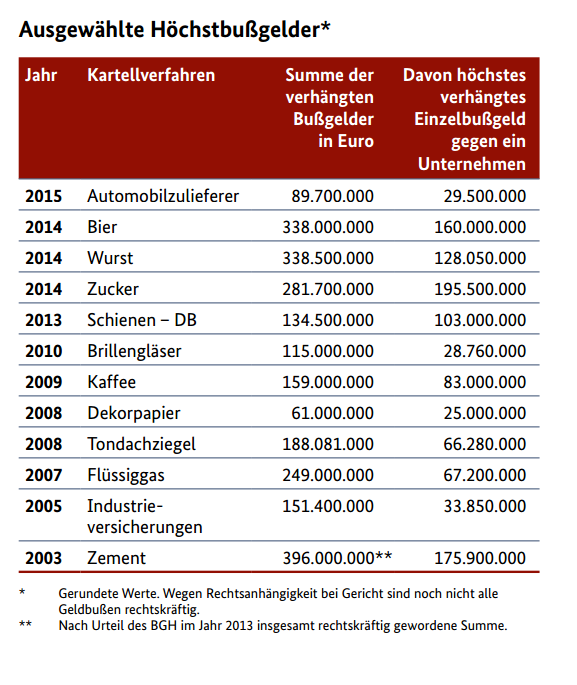 Ausgewählte Höchstbußgelder*
Jahr Kartellverfahren Summe der verhängten Bußgelder in Euro Davon höchstes verhängtes Einzelbußgeld gegen ein Unternehmen
2015 Automobilzulieferer 89.700.000 29.500.000
2014 Bier 338.000.000 160.000.000
2014 Wurst 338.500.000 128.050.000
2014 Zucker 281.700.000 195.500.000
2013 Schienen – DB 134.500.000 103.000.000
2010 Brillengläser 115.000.000 28.760.000
2009 Kaffee 159.000.000 83.000.000
2008 Dekorpapier 61.000.000 25.000.000
2008 Tondachziegel 188.081.000 66.280.000
2007 Flüssiggas 249.000.000 67.200.000
2005 Industrie- 151.400.000 33.850.000
versicherungen
2003 Zement 396.000.000** 175.900.000
* Gerundete Werte. Wegen Rechtsanhängigkeit bei Gericht sind noch nicht alle
Geldbußen rechtskräftig.
** Nach Urteil des BGH im Jahr 2013 insgesamt rechtskräftig gewordene Summe.